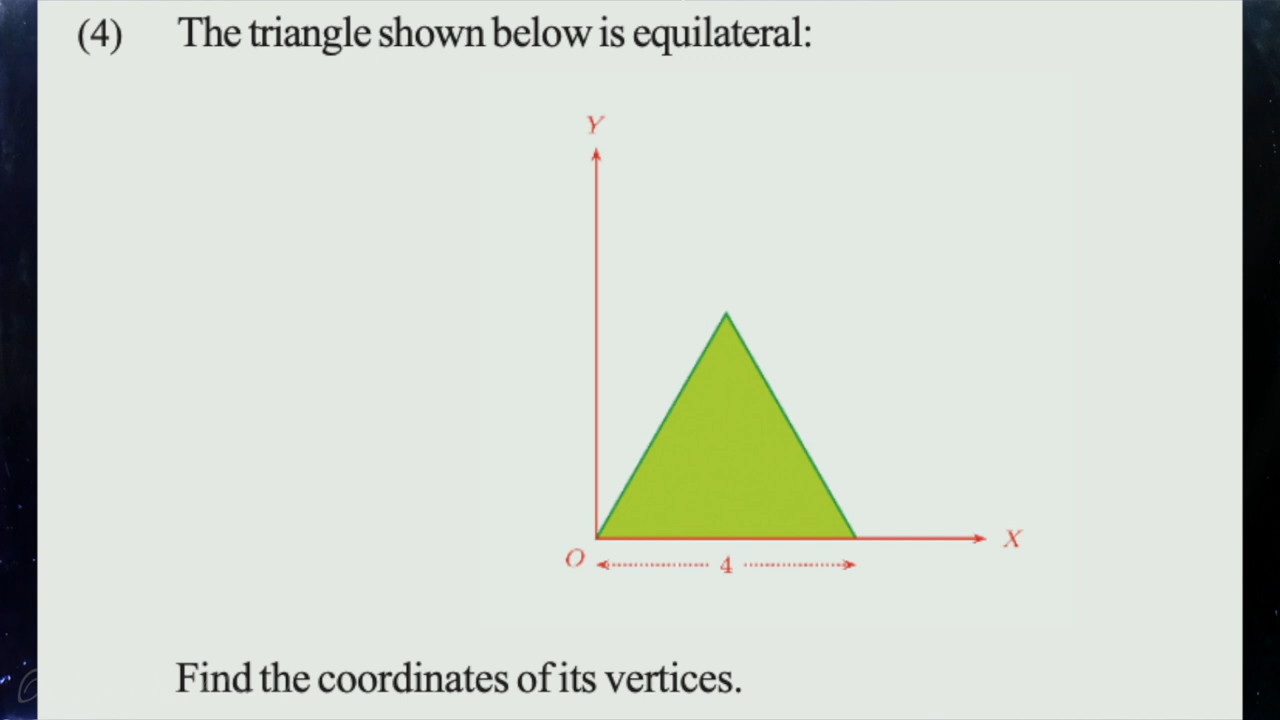 (4) The triangle shown below is equilateral:
Y
X
O
4
Find the coordinates of its vertices.